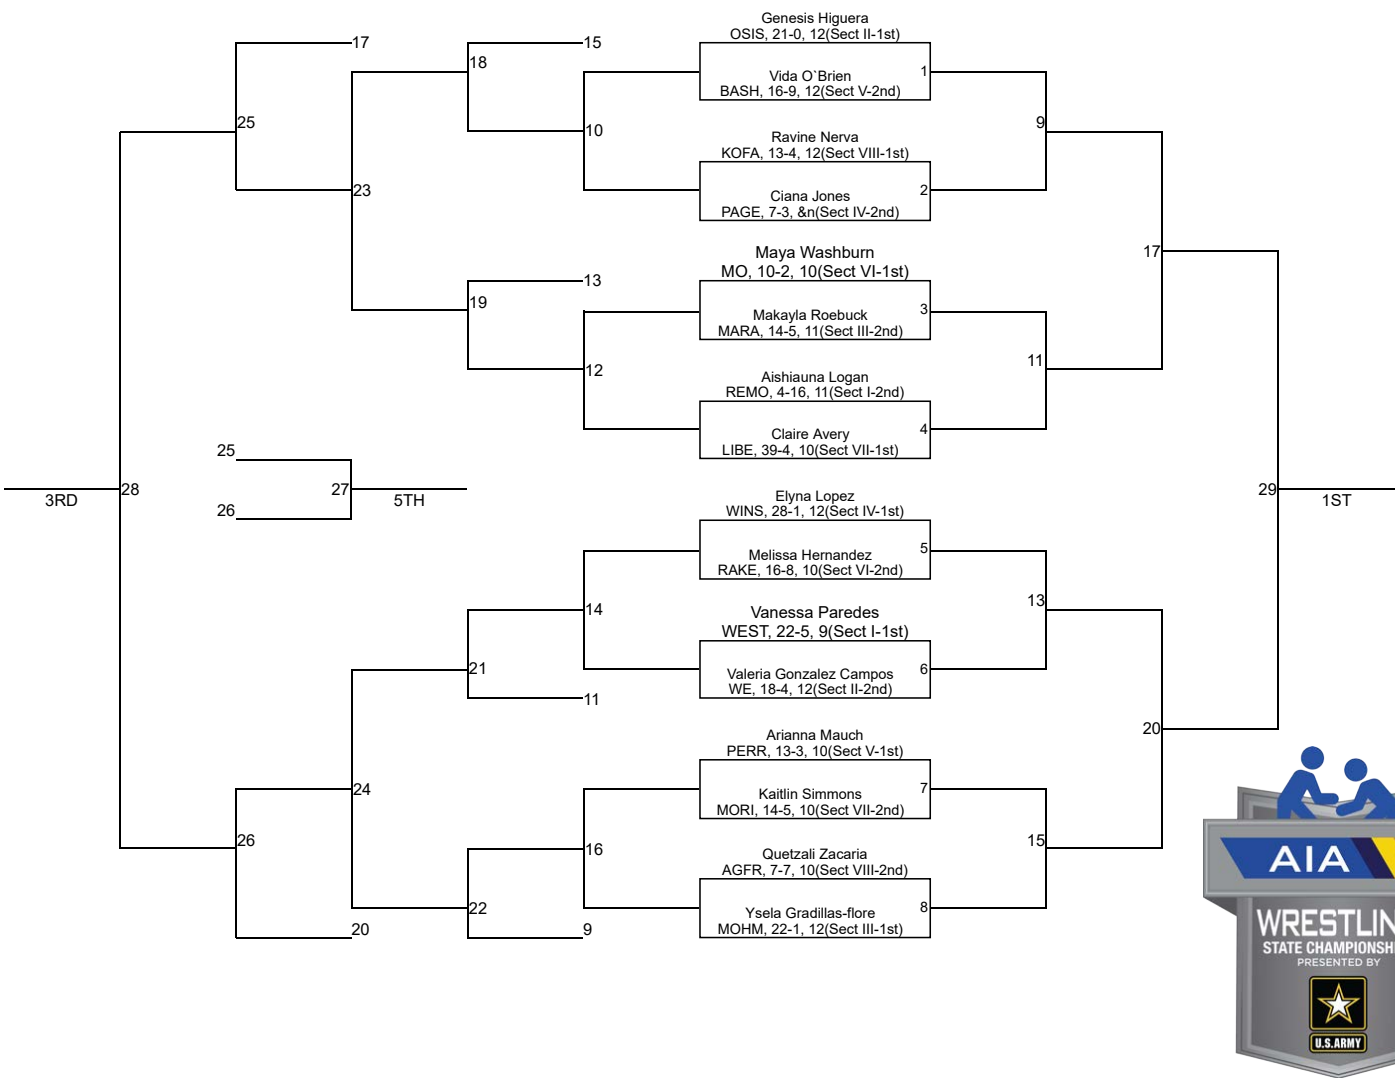 Genesis Higuera
OSIS, 21-0, 12(Sect II-1st)
17
15
18
1
Vida O`Brien
BASH, 16-9, 12(Sect V-2nd)
25
10
9
Ravine Nerva
KOFA, 13-4, 12(Sect VIII-1st)
23
2
Ciana Jones
PAGE, 7-3, &n(Sect IV-2nd)
17
Maya Washburn
MO, 10-2, 10(Sect VI-1st)
13
19
3
Makayla Roebuck
MARA, 14-5, 11(Sect III-2nd)
12
11
Aishiauna Logan
REMO, 4-16, 11(Sect I-2nd)
4
Claire Avery
LIBE, 39-4, 10(Sect VII-1st)
25
28
27
29
3RD
5TH
1ST
26
Elyna Lopez
WINS, 28-1, 12(Sect IV-1st)
5
Melissa Hernandez
RAKE, 16-8, 10(Sect VI-2nd)
14
13
Vanessa Paredes
WEST, 22-5, 9(Sect I-1st)
21
6
Valeria Gonzalez Campos
WE, 18-4, 12(Sect II-2nd)
11
20
Arianna Mauch
PERR, 13-3, 10(Sect V-1st)
24
7
Kaitlin Simmons
MORI, 14-5, 10(Sect VII-2nd)
26
16
15
Quetzali Zacaria
AGFR, 7-7, 10(Sect VIII-2nd)
22
8
Ysela Gradillas-flore
MOHM, 22-1, 12(Sect III-1st)
20
9
AIA
WRESTLIN
STATE CHAMPIONSH
PRESENTED BY
U.S.ARMY